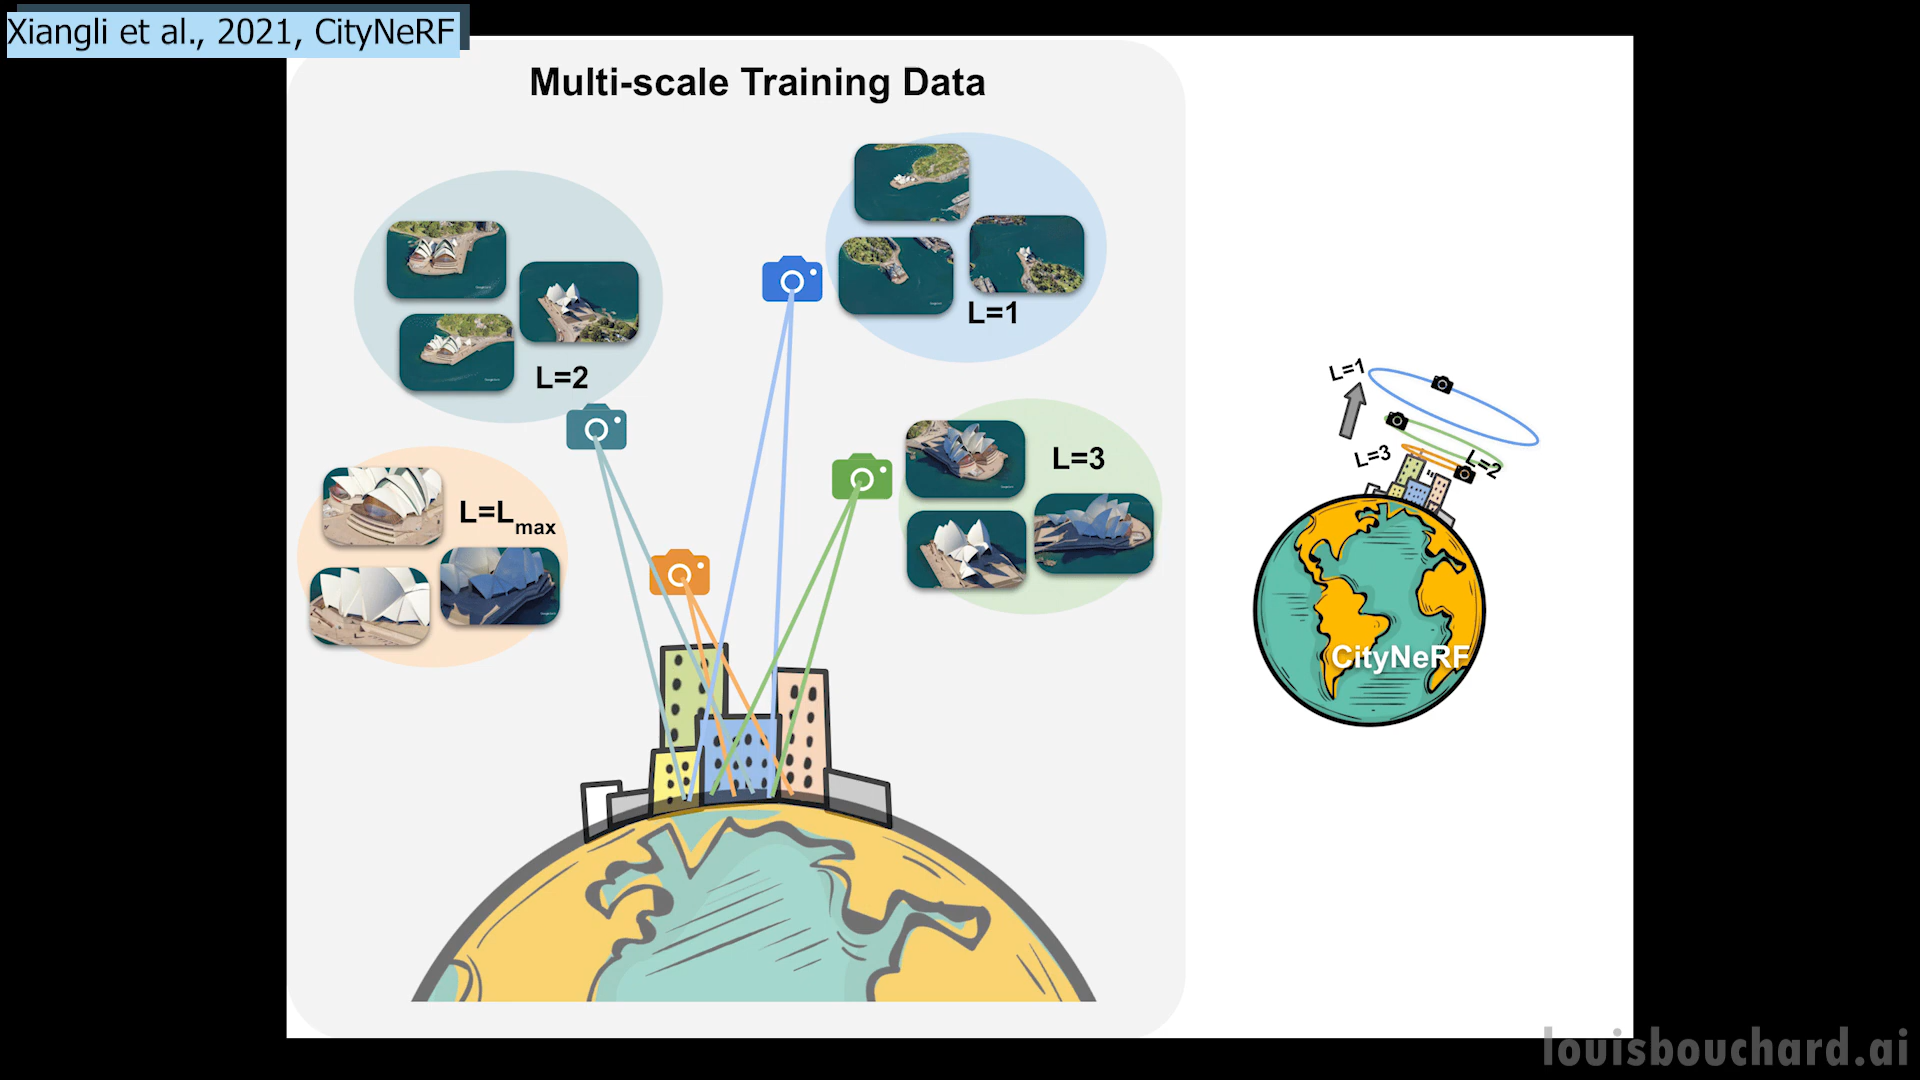 Xiangli et al., 2021, CityNeRF
Multi-scale Training Data
L=1
L=2
L=3
L=Lmax
L=1
L=3
L=2
CityNeRF
louisbouchard.ai